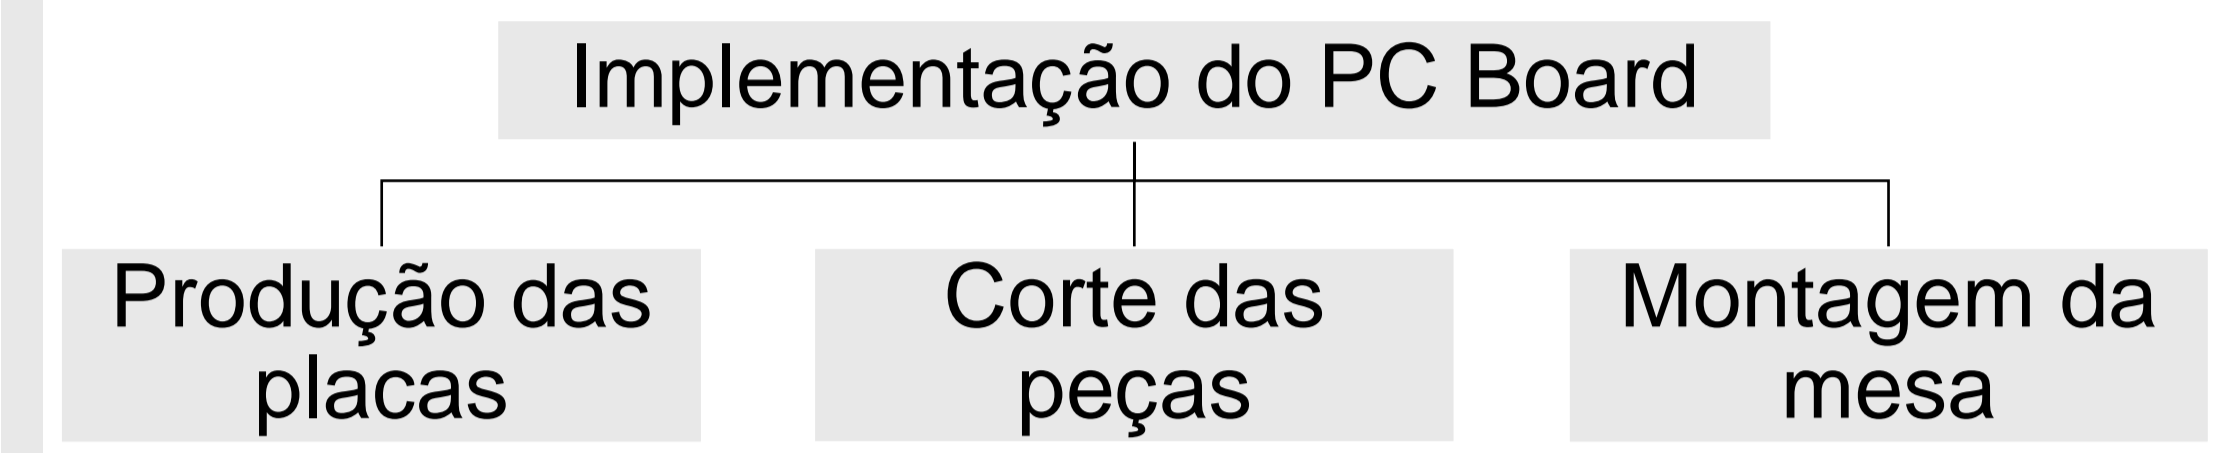 Implementação do PC Board
Produção das
placas
Corte das
peças
Montagem da
mesa